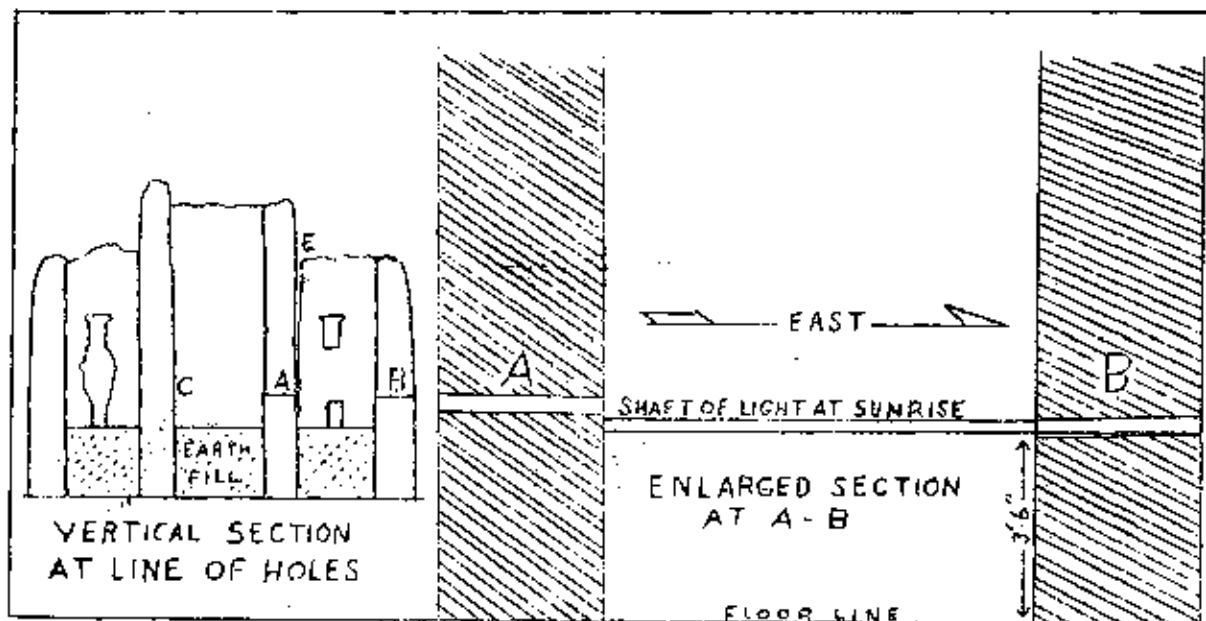 E
C
A
B
EARTH
FILL
VERTICAL SECTION
AT LINE OF HOLES
A
EAST
B
SHAFT OF LIGHT AT SUNRISE
ENLARGED SECTION
AT A-B
3'6"
FLOOR LINE